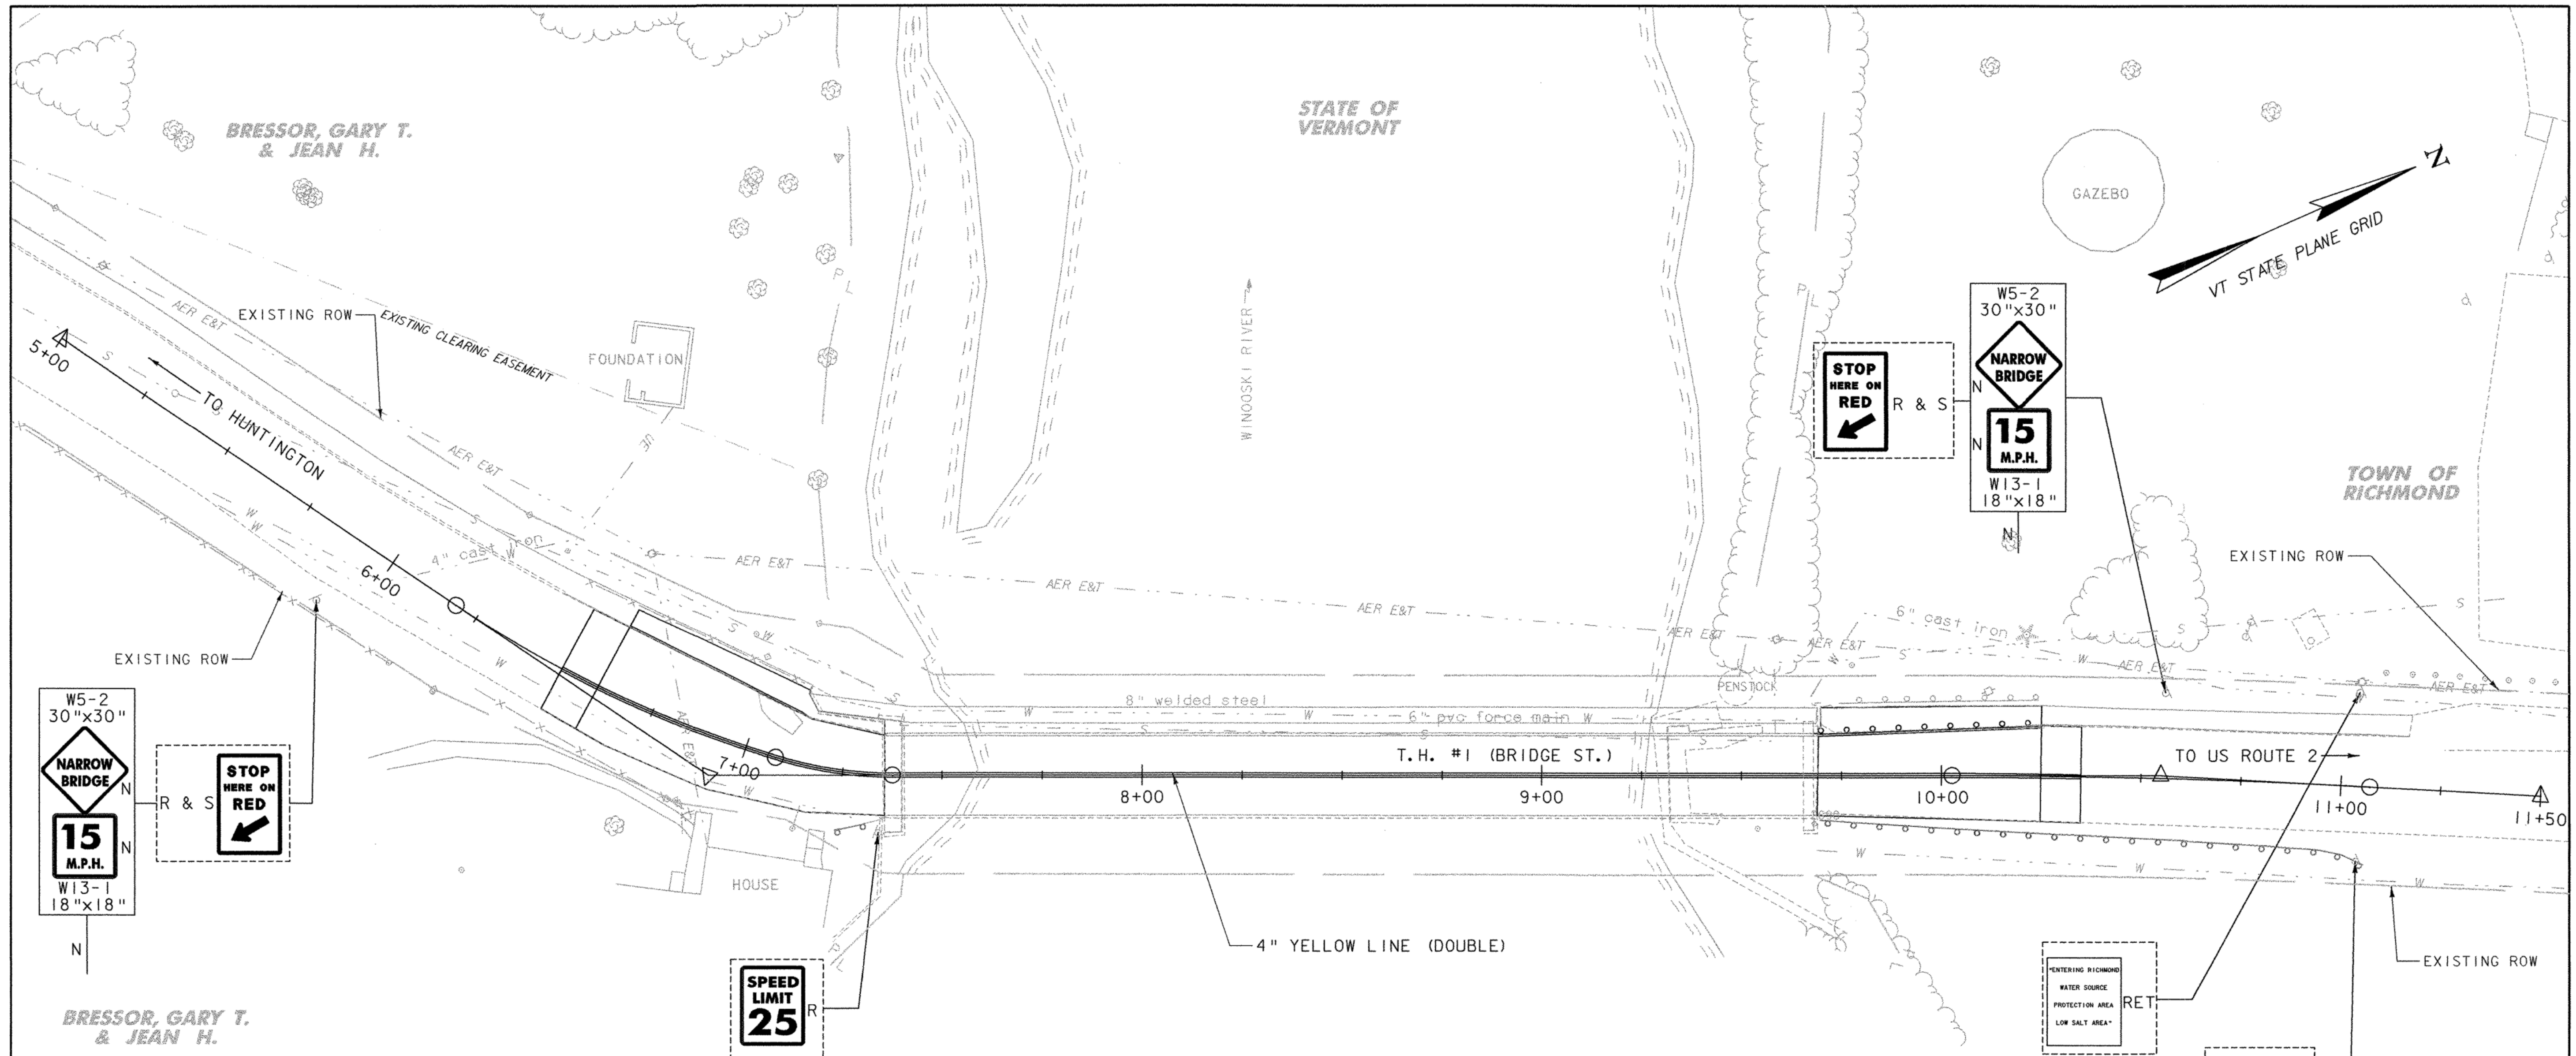 BRESSOR, GARY T.
& JEAN H.
STATE OF
VERMONT
GAZEBO
N
VT STATE PLANE GRID
W5-2
30"x30"
NARROW
BRIDGE
N
15
M.P.H.
N
W13-1
18"x18"
N
STOP
HERE ON
RED
R & S
TOWN OF
RICHMOND
EXISTING ROW
AER E&T
EXISTING ROW
EXISTING CLEARING EASEMENT
FOUNDATION
UE
P
L
WINOOSKI RIVER
P
L
5+00
S
TO HUNTINGTON
AER E&T
W
W
S
4" cast iron
W
6+00
AER E&T
AER E&T
AER E&T
AER E&T
AER E&T
AER E&T
AER E&T
6" cast iron
S
S
W
W
S
EXISTING ROW
W
S
W
S
PENSTOCK
8" welded steel
W
W
6" pvc force main
W
S
S
S
AER E&T
7+00
W
T.H. #1 (BRIDGE ST.)
TO US ROUTE 2
8+00
9+00
10+00
11+00
11+50
W5-2
30"x30"
NARROW
BRIDGE
N
15
M.P.H.
N
W13-1
18"x18"
N
R & S
STOP
HERE ON
RED
HOUSE
P
L
W
W
W
4" YELLOW LINE (DOUBLE)
SPEED
LIMIT
25
R
"ENTERING RICHMOND
WATER SOURCE
PROTECTION AREA
LOW SALT AREA"
RET
EXISTING ROW
BRESSOR, GARY T.
& JEAN H.